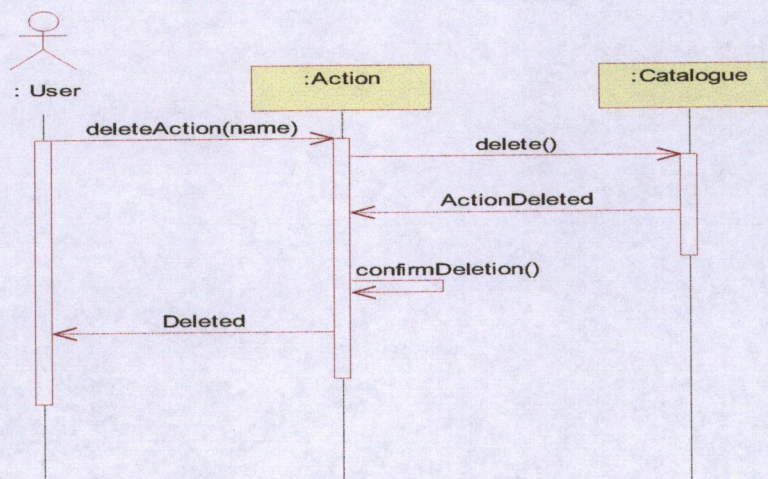 : User
:Action
:Catalogue
deleteAction(name)
delete()
ActionDeleted
confirmDeletion()
Deleted